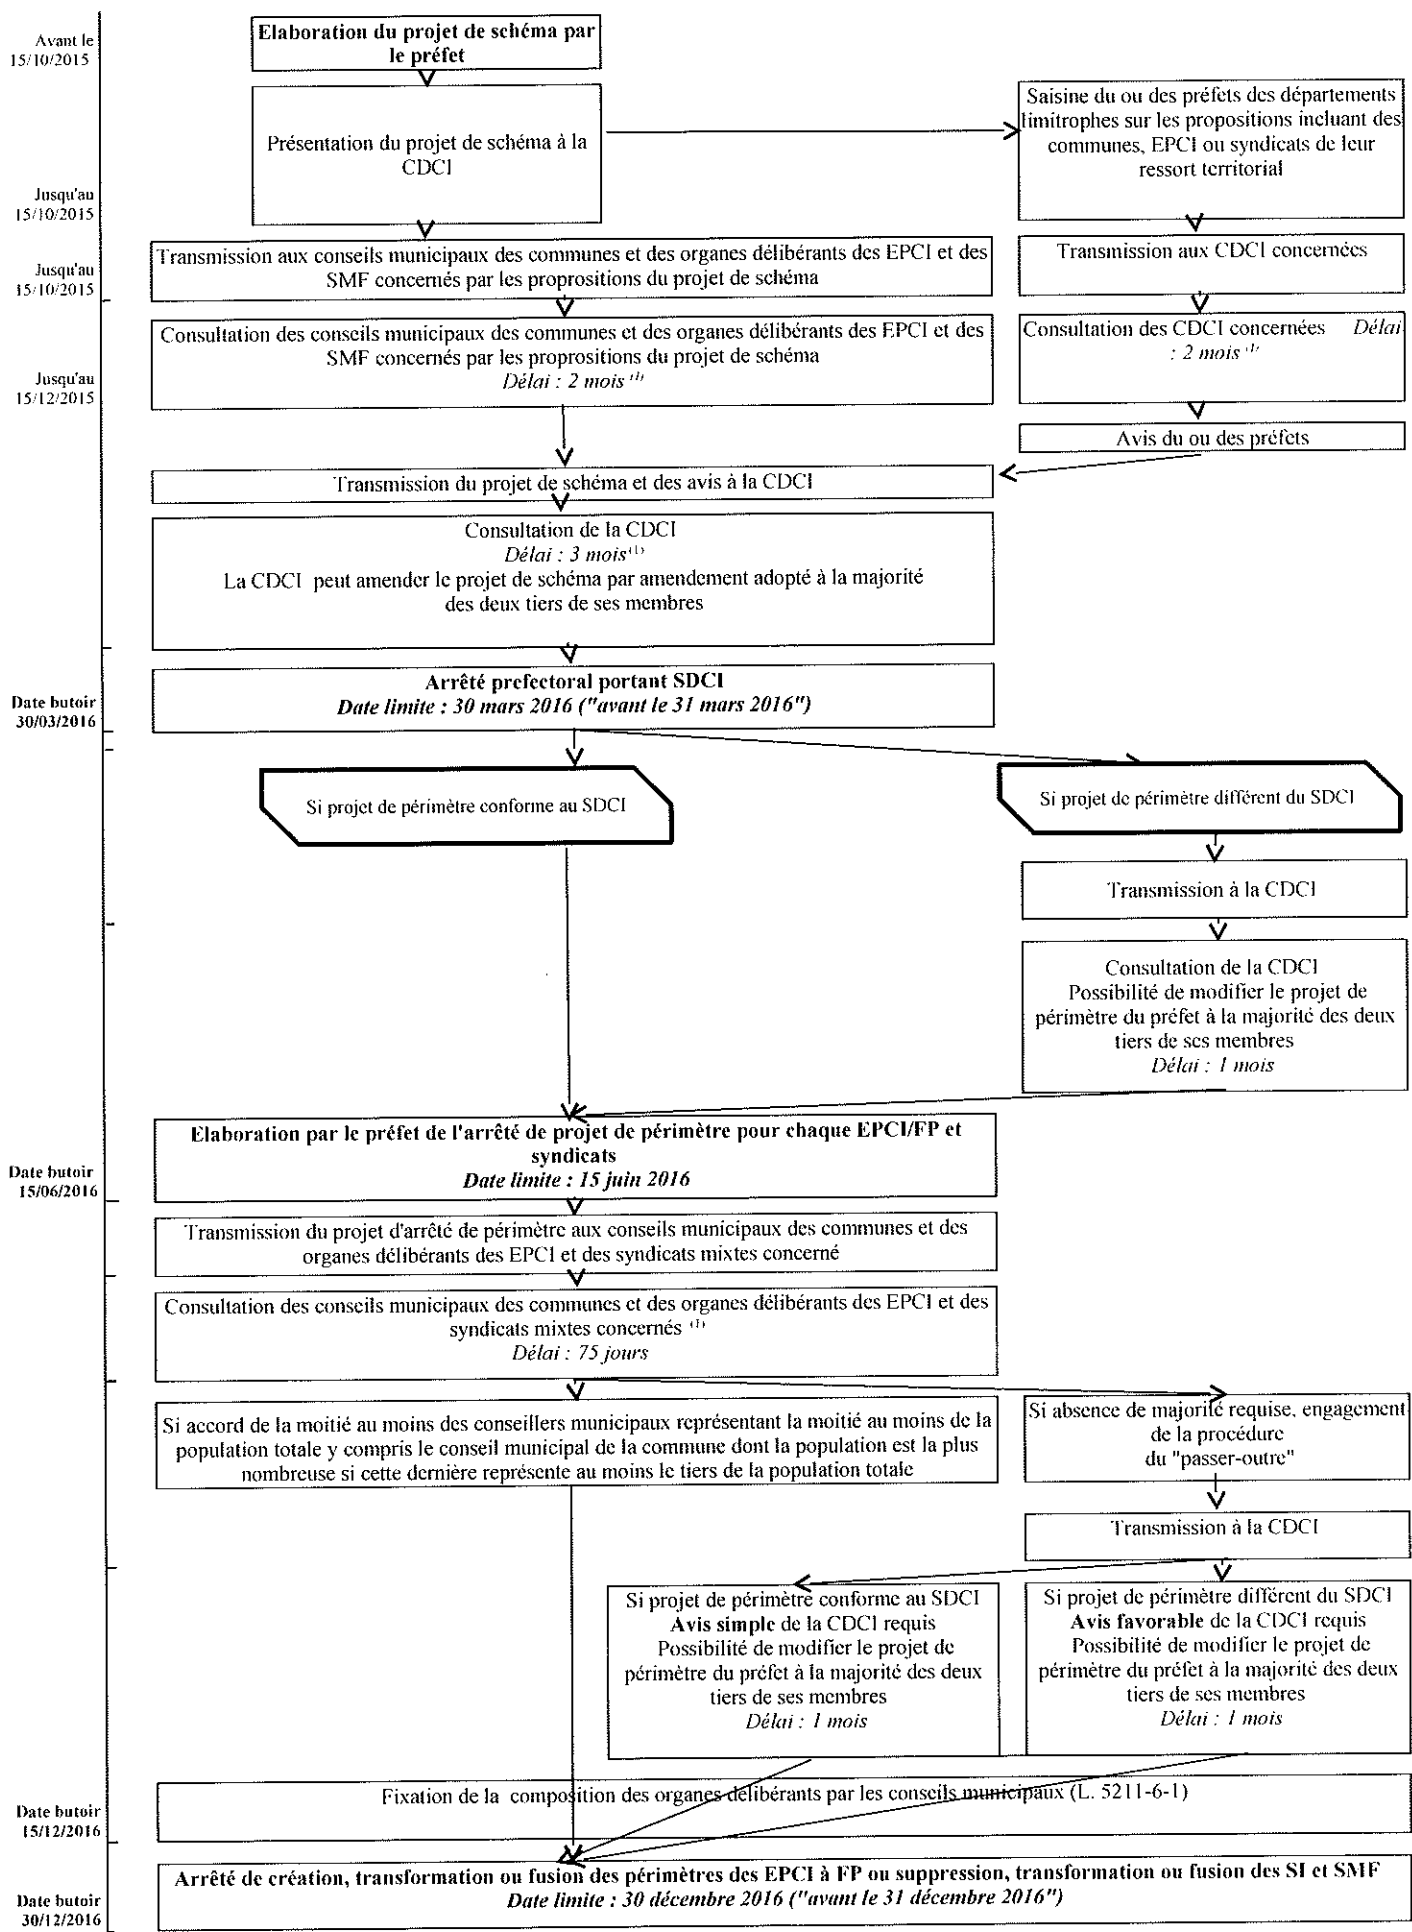 Avant le
15/10/2015
Elaboration du projet de schéma par
le préfet
Présentation du projet de schéma à la
CDCI
Saisine du ou des préfets des départements
limitrophes sur les propositions incluant des
communes, EPCI ou syndicats de leur
ressort territorial
Jusqu'au
15/10/2015
Transmission aux conseils municipaux des communes et des organes délibérants des EPCI et des
SMF concernés par les proprositions du projet de schéma
Transmission aux CDCI concernées
Jusqu'au
15/10/2015
Consultation des conseils municipaux des communes et des organes délibérants des EPCI et des
SMF concernés par les proprositions du projet de schéma
Délai : 2 mois (1)
Consultation des CDCI concernées Délai
: 2 mois (1)
Jusqu'au
15/12/2015
Avis du ou des préfets
Transmission du projet de schéma et des avis à la CDCI
Consultation de la CDCI
Délai : 3 mois (1)
La CDCI peut amender le projet de schéma par amendement adopté à la majorité
des deux tiers de ses membres
Arrêté prefectoral portant SDCI
Date limite : 30 mars 2016 ("avant le 31 mars 2016")
Date butoir
30/03/2016
Si projet de périmètre conforme au SDCI
Si projet de périmètre différent du SDCI
Transmission à la CDCI
Consultation de la CDCI
Possibilité de modifier le projet de
périmètre du préfet à la majorité des deux
tiers de ses membres
Délai : 1 mois
Elaboration par le préfet de l'arrêté de projet de périmètre pour chaque EPCI/FP et
syndicats
Date limite : 15 juin 2016
Date butoir
15/06/2016
Transmission du projet d'arrêté de périmètre aux conseils municipaux des communes et des
organes délibérants des EPCI et des syndicats mixtes concerné
Consultation des conseils municipaux des communes et des organes délibérants des EPCI et des
syndicats mixtes concernés (1)
Délai : 75 jours
Si accord de la moitié au moins des conseillers municipaux représentant la moitié au moins de la
population totale y compris le conseil municipal de la commune dont la population est la plus
nombreuse si cette dernière représente au moins le tiers de la population totale
Si absence de majorité requise, engagement
de la procédure
du "passer-outre"
Transmission à la CDCI
Si projet de périmètre conforme au SDCI
Avis simple de la CDCI requis
Possibilité de modifier le projet de
périmètre du préfet à la majorité des deux
tiers de ses membres
Délai : 1 mois
Si projet de périmètre différent du SDCI
Avis favorable de la CDCI requis
Possibilité de modifier le projet de
périmètre du préfet à la majorité des deux
tiers de ses membres
Délai : 1 mois
Fixation de la composition des organes délibérants par les conseils municipaux (L. 5211-6-1)
Date butoir
15/12/2016
Arrêté de création, transformation ou fusion des périmètres des EPCI à FP ou suppression, transformation ou fusion des SI et SMF
Date limite : 30 décembre 2016 ("avant le 31 décembre 2016")
Date butoir
30/12/2016